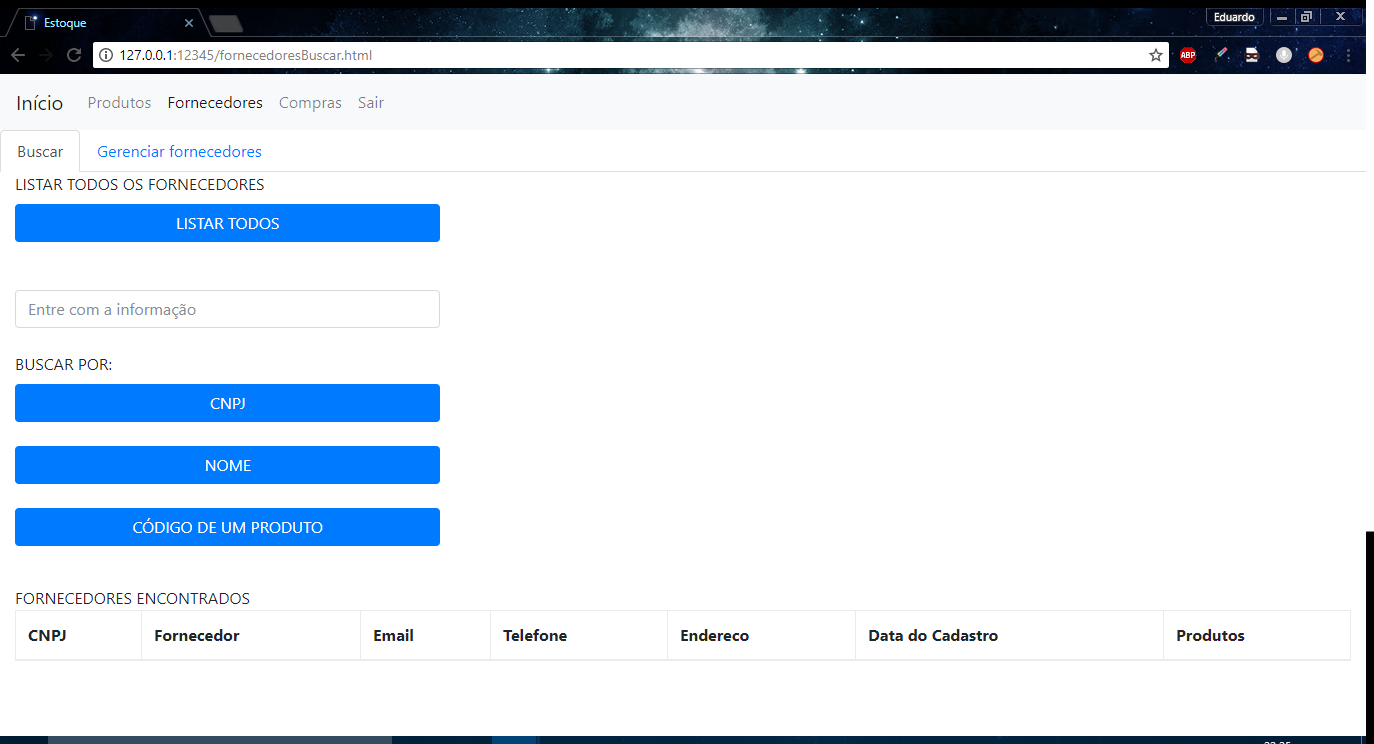 Estoque
Eduardo
127.0.0.1:12345/fornecedoresBuscar.html
ABP
Início Produtos Fornecedores Compras Sair
Buscar Gerenciar fornecedores
LISTAR TODOS OS FORNECEDORES
LISTAR TODOS
Entre com a informação
BUSCAR POR:
CNPJ
NOME
CÓDIGO DE UM PRODUTO
FORNECEDORES ENCONTRADOS
CNPJ Fornecedor Email Telefone Endereco Data do Cadastro Produtos